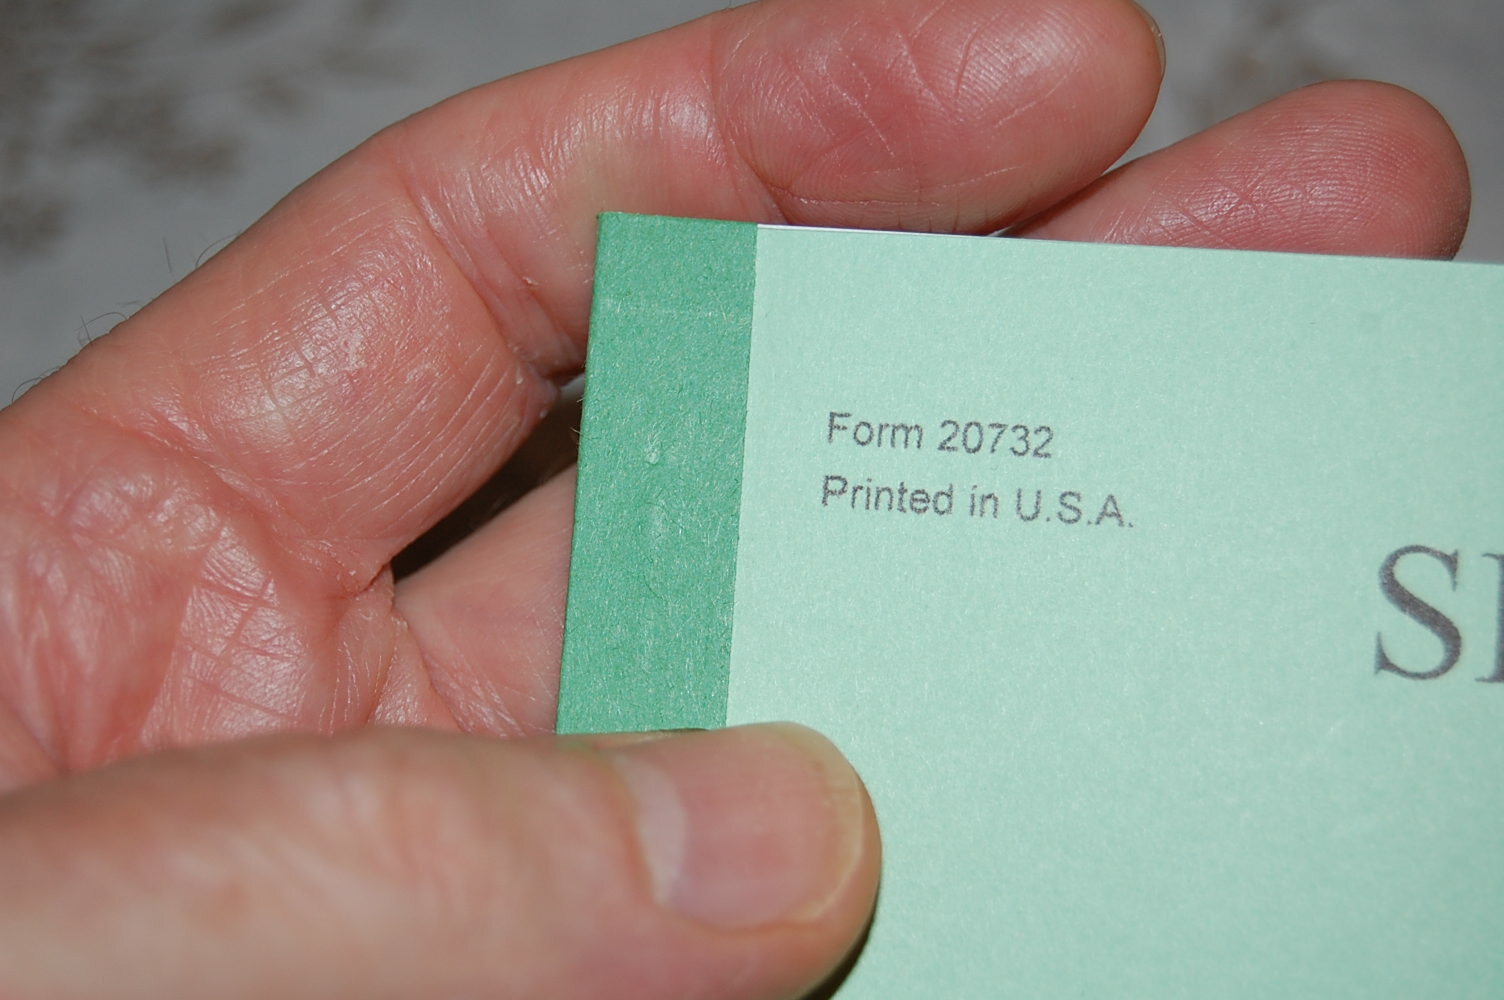 Form 20732
Printed in U.S.A.